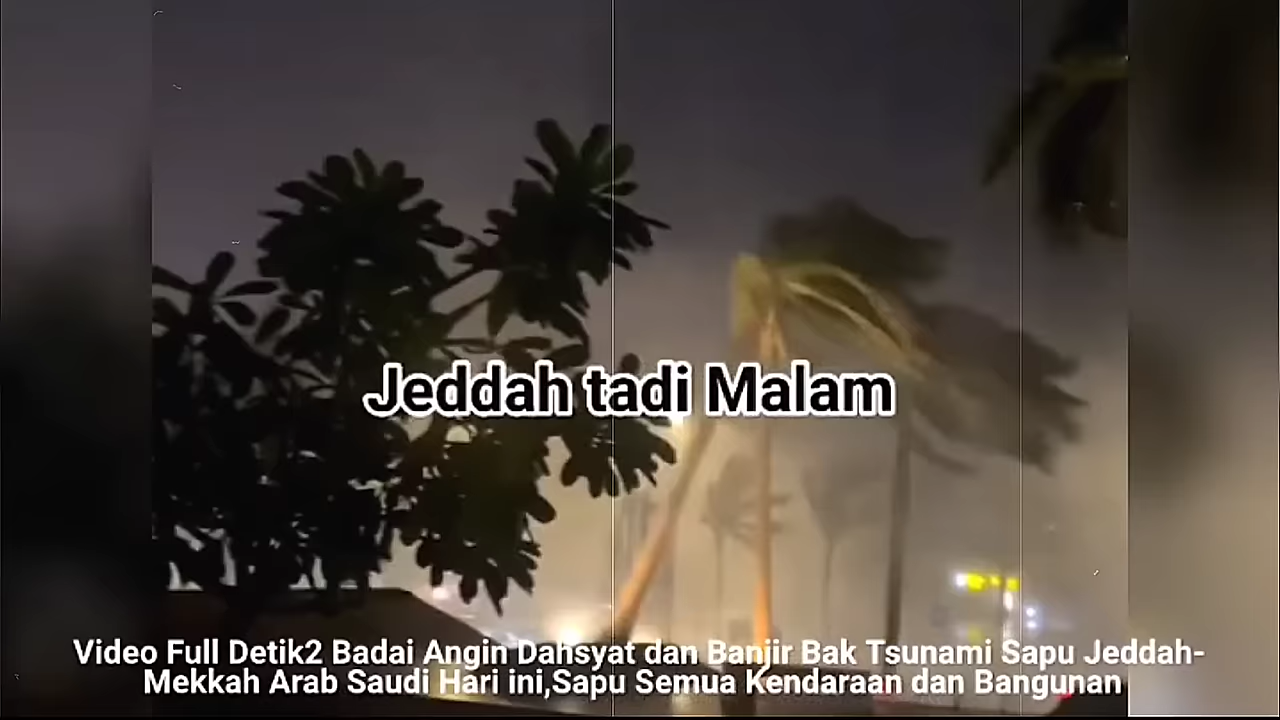 Jeddah tadi Malam
Video Full Detik2 Badai Angin Dahsyat dan Banjir Bak Tsunami Sapu Jeddah-
Mekkah Arab Saudi Hari ini,Sapu Semua Kendaraan dan Bangunan